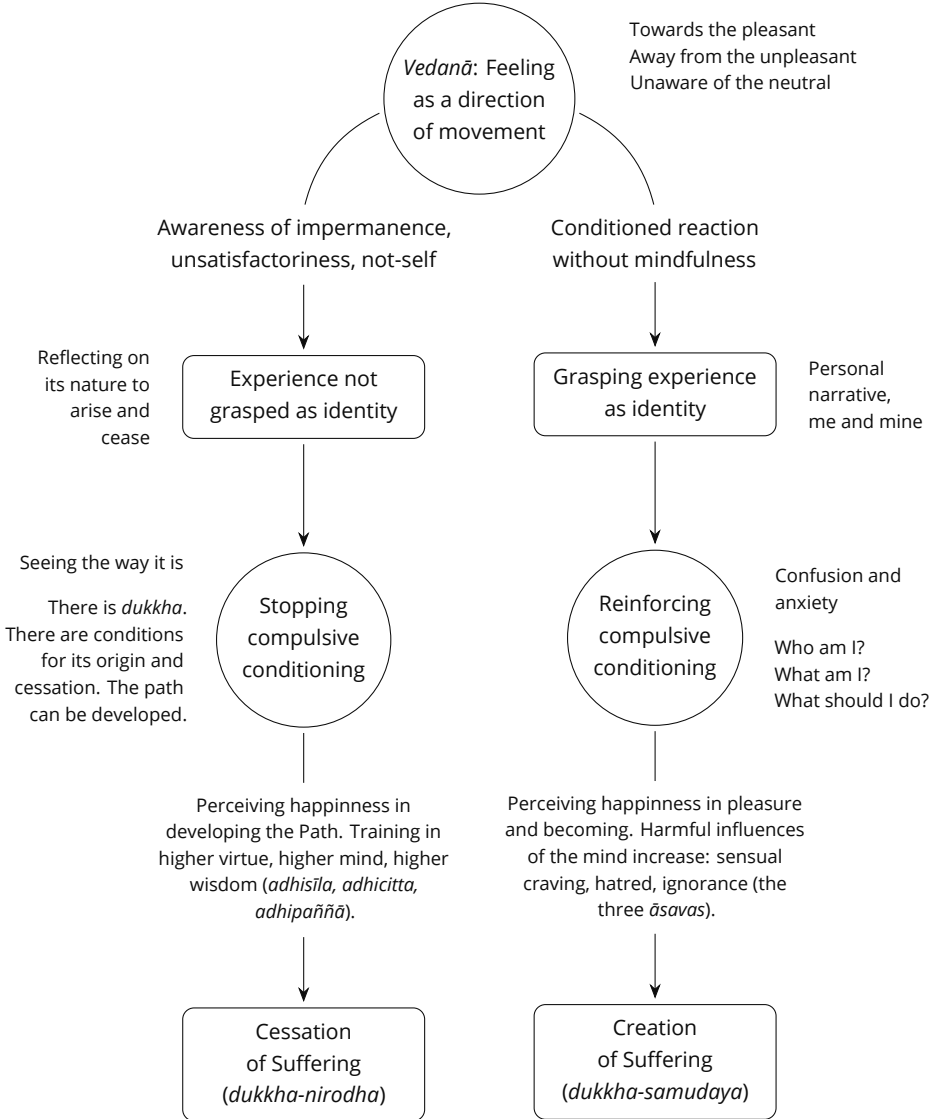 Vedanā: Feeling
as a direction
of movement
Towards the pleasant
Away from the unpleasant
Unaware of the neutral
Awareness of impermanence,
unsatisfactoriness, not-self
Conditioned reaction
without mindfulness
Reflecting on
its nature to
arise and
cease
Experience not
grasped as identity
Grasping experience
as identity
Personal
narrative,
me and mine
Seeing the way it is
There is dukkha.
There are conditions
for its origin and
cessation. The path
can be developed.
Stopping
compulsive
conditioning
Reinforcing
compulsive
conditioning
Confusion and
anxiety
Who am I?
What am I?
What should I do?
Perceiving happinness in
developing the Path. Training in
higher virtue, higher mind, higher
wisdom (adhisīla, adhicitta,
adhipaññā).
Perceiving happinness in pleasure
and becoming. Harmful influences
of the mind increase: sensual
craving, hatred, ignorance (the
three āsavas).
Cessation
of Suffering
(dukkha-nirodha)
Creation
of Suffering
(dukkha-samudaya)